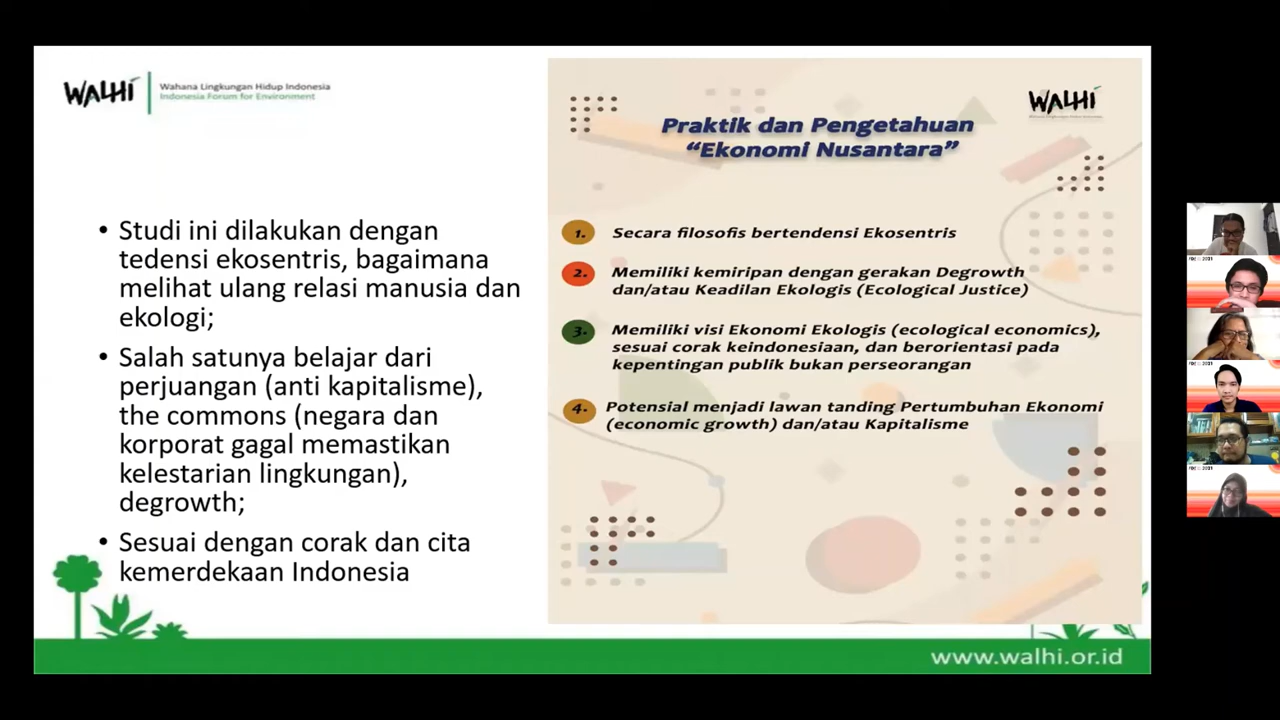 WALHI
Wahana Lingkungan Hidup Indonesia
Indonesia Forum for Environment
• Studi ini dilakukan dengan
tedensi ekosentris, bagaimana
melihat ulang relasi manusia dan
ekologi;
• Salah satunya belajar dari
perjuangan (anti kapitalisme),
the commons (negara dan
korporat gagal memastikan
kelestarian lingkungan),
degrowth;
• Sesuai dengan corak dan cita
kemerdekaan Indonesia
WALHI
Praktik dan Pengetahuan
“Ekonomi Nusantara”
1. Secara filosofis bertendensi Ekosentris
2. Memiliki kemiripan dengan gerakan Degrowth
dan/atau Keadilan Ekologis (Ecological Justice)
3. Memiliki visi Ekonomi Ekologis (ecological economics),
sesuai corak keindonesiaan, dan berorientasi pada
kepentingan publik bukan perseorangan
4. Potensial menjadi lawan tanding Pertumbuhan Ekonomi
(economic growth) dan/atau Kapitalisme
www.walhi.or.id